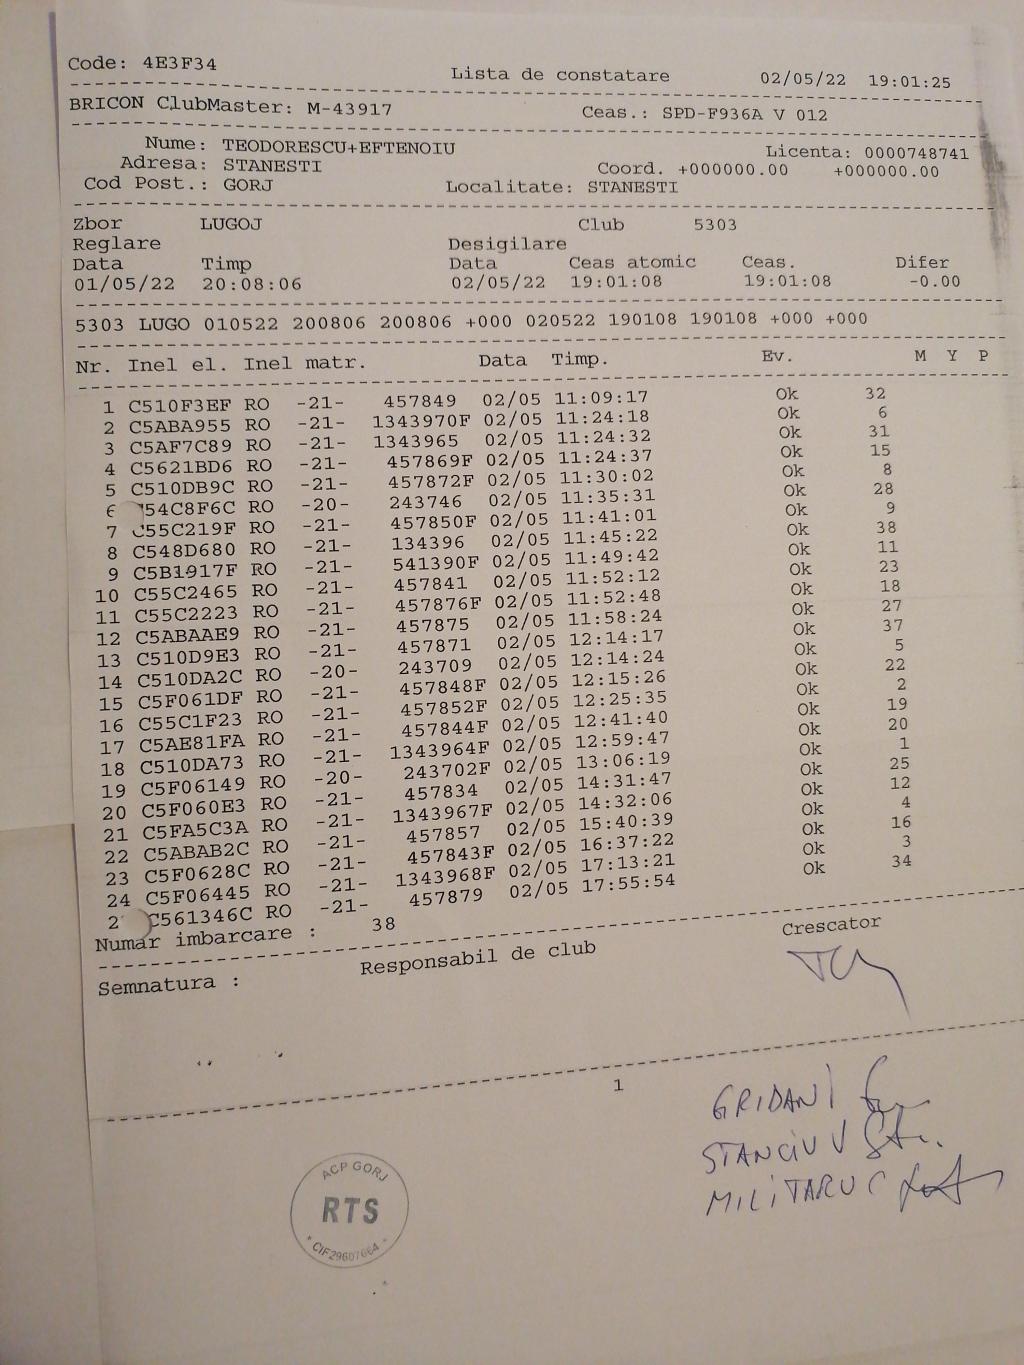 Code: 4E3F34 Lista de constatare 02/05/22 19:01:25
BRICON ClubMaster: M-43917 Ceas.: SPD-F936A V 012
Nume: TEODORESCU+EFTENOIU Licenta: 0000748741
Adresa: STANESTI Coord. +000000.00 +000000.00
Cod Post.: GORJ Localitate: STANESTI
Zbor LUGOJ Club 5303
Reglare Desigilare
Data Timp Data Ceas atomic Ceas. Difer
01/05/22 20:08:06 02/05/22 19:01:08 19:01:08 -0.00
5303 LUGO 010522 200806 200806 +000 020522 190108 190108 +000 +000
Nr. Inel el. Inel matr. Data Timp. Ev. M Y P
1 C510F3EF RO -21- 457849 02/05 11:09:17 Ok 32
2 C5ABA955 RO -21- 1343970F 02/05 11:24:18 Ok 6
3 C5AF7C89 RO -21- 1343965 02/05 11:24:32 Ok 31
4 C5621BD6 RO -21- 457869F 02/05 11:24:37 Ok 15
5 C510DB9C RO -21- 457872F 02/05 11:30:02 Ok 8
6 54C8F6C RO -20- 243746 02/05 11:35:31 Ok 28
7 C55C219F RO -21- 457850F 02/05 11:41:01 Ok 9
8 C548D680 RO -21- 134396 02/05 11:45:22 Ok 38
9 C5B1917F RO -21- 541390F 02/05 11:49:42 Ok 11
10 C55C2465 RO -21- 457841 02/05 11:52:12 Ok 23
11 C55C2223 RO -21- 457876F 02/05 11:52:48 Ok 18
12 C5ABAAE9 RO -21- 457875 02/05 11:58:24 Ok 27
13 C510D9E3 RO -21- 457871 02/05 12:14:17 Ok 37
14 C510DA2C RO -20- 243709 02/05 12:14:24 Ok 5
15 C5F061DF RO -21- 457848F 02/05 12:15:26 Ok 22
16 C55C1F23 RO -21- 457852F 02/05 12:25:35 Ok 2
17 C5AE81FA RO -21- 457844F 02/05 12:41:40 Ok 19
18 C510DA73 RO -21- 1343964F 02/05 12:59:47 Ok 20
19 C5F06149 RO -20- 243702F 02/05 13:06:19 Ok 1
20 C5F060E3 RO -21- 457834 02/05 14:31:47 Ok 25
21 C5FA5C3A RO -21- 1343967F 02/05 14:32:06 Ok 12
22 C5ABAB2C RO -21- 457857 02/05 15:40:39 Ok 4
23 C5F0628C RO -21- 457843F 02/05 16:37:22 Ok 16
24 C5F06445 RO -21- 1343968F 02/05 17:13:21 Ok 3
2 C561346C RO -21- 457879 02/05 17:55:54 Ok 34
Numar imbarcare : 38
Semnatura : Responsabil de club Crescator
1
GRIDAN I
STANCIU V
MILITARU C
ACP GORJ
RTS
* CIF29607664 *